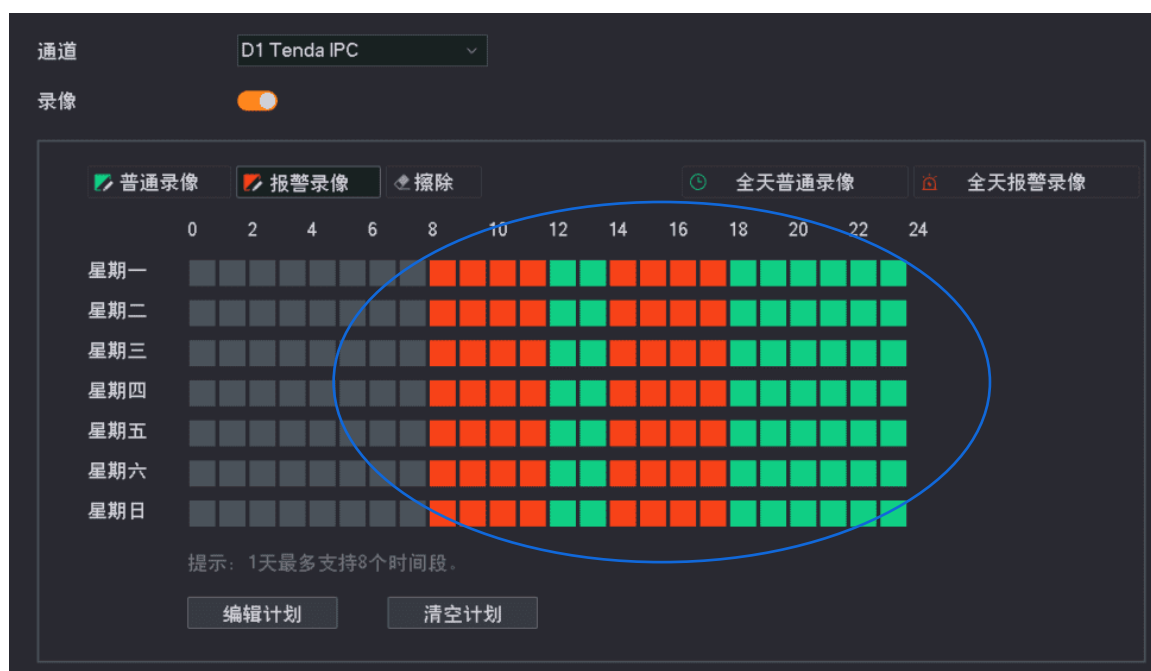 通道 D1 Tenda IPC
录像
普通录像 报警录像 擦除 全天普通录像 全天报警录像
0 2 4 6 8 10 12 14 16 18 20 22 24
星期一
星期二
星期三
星期四
星期五
星期六
星期日
提示：1天最多支持8个时间段。
编辑计划 清空计划